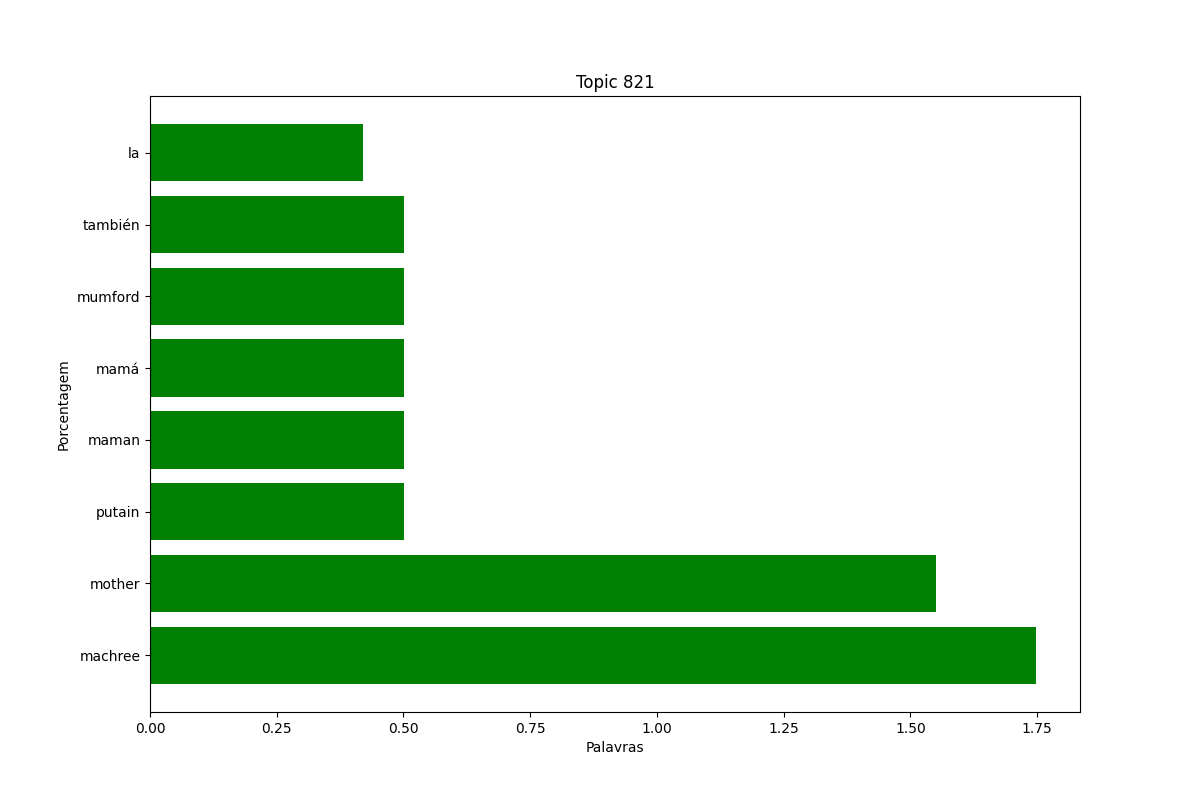 Topic 821
la
también
mumford
mamá
maman
putain
mother
machree
Porcentagem
0.00 0.25 0.50 0.75 1.00 1.25 1.50 1.75
Palavras